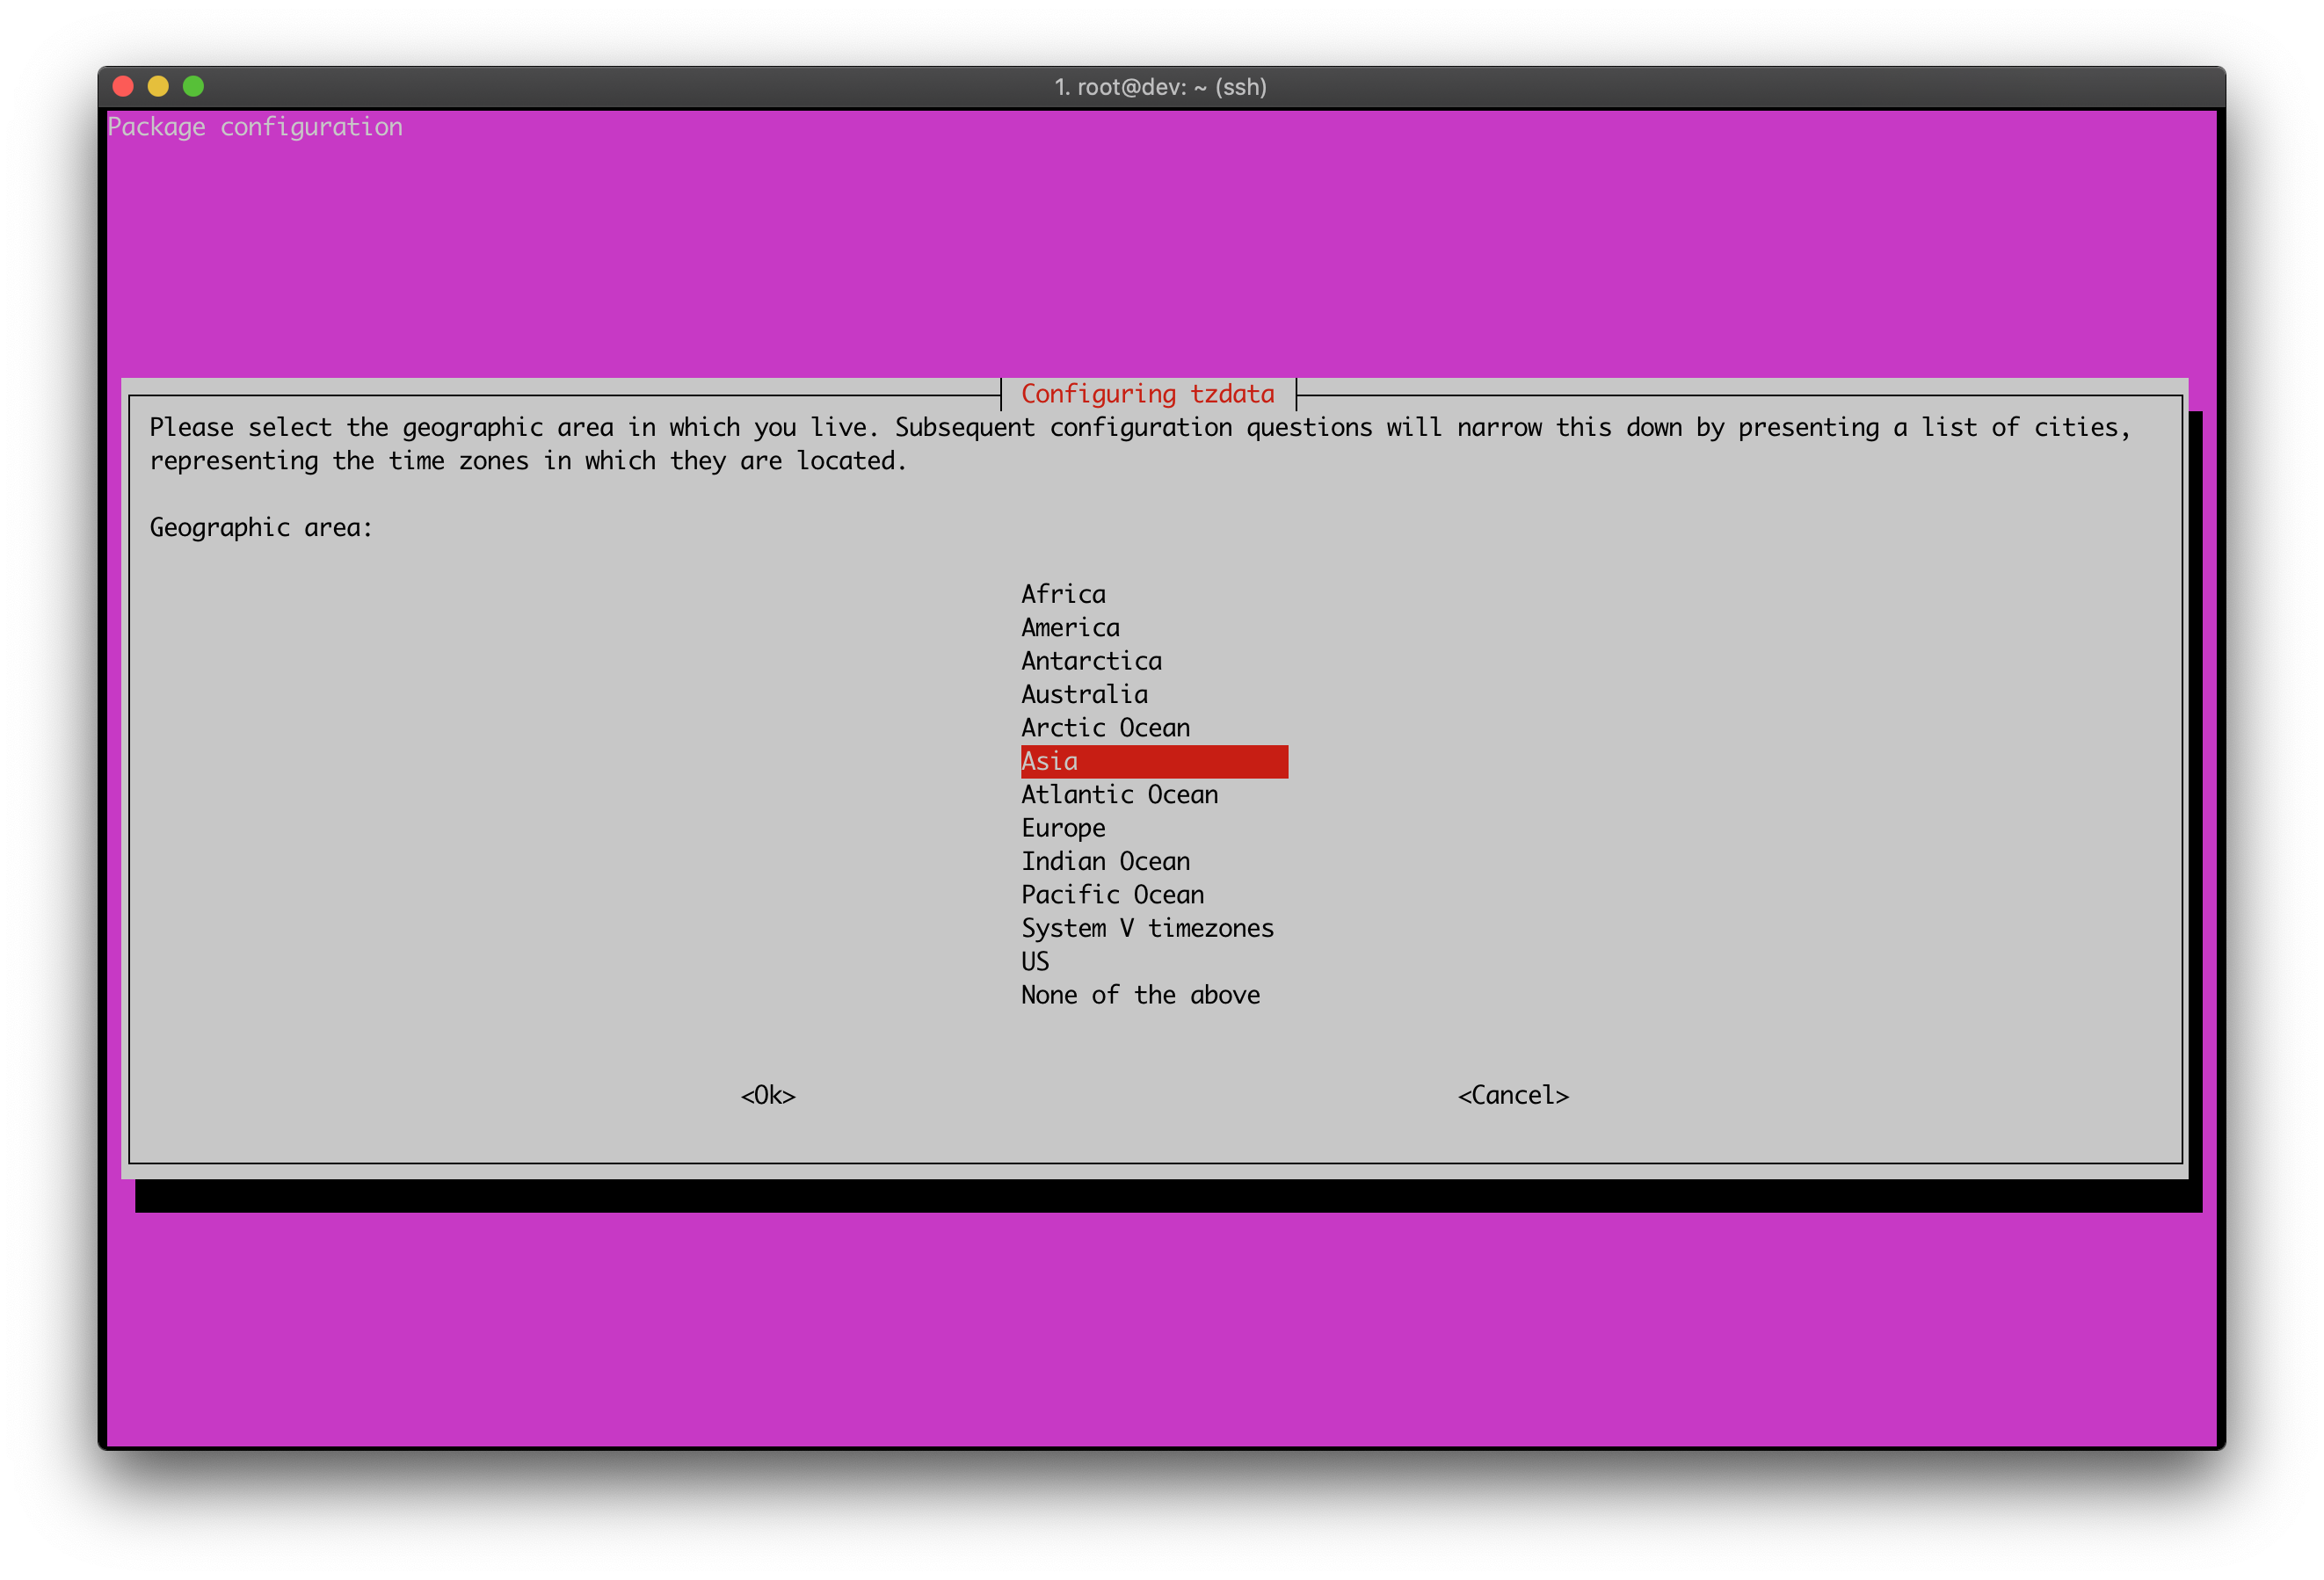 1. root@dev: ~ (ssh)
Package configuration
Configuring tzdata
Please select the geographic area in which you live. Subsequent configuration questions will narrow this down by presenting a list of cities,
representing the time zones in which they are located.
Geographic area:
Africa
America
Antarctica
Australia
Arctic Ocean
Asia
Atlantic Ocean
Europe
Indian Ocean
Pacific Ocean
System V timezones
US
None of the above
<Ok> <Cancel>